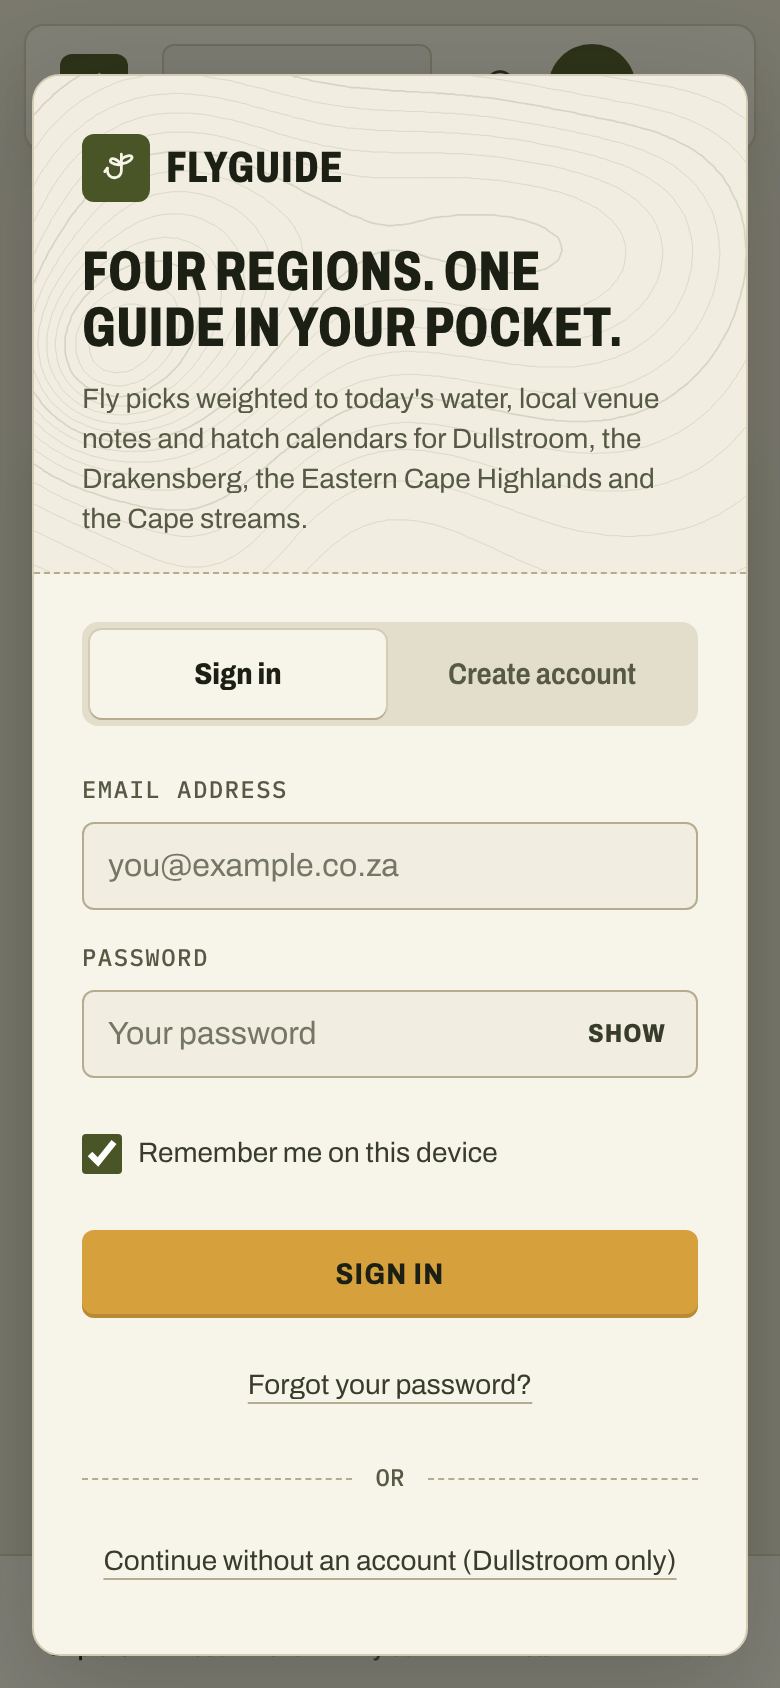 FLYGUIDE
FOUR REGIONS. ONE
GUIDE IN YOUR POCKET.
Fly picks weighted to today's water, local venue
notes and hatch calendars for Dullstroom, the
Drakensberg, the Eastern Cape Highlands and
the Cape streams.
Sign in
Create account
EMAIL ADDRESS
you@example.co.za
PASSWORD
Your password
SHOW
Remember me on this device
SIGN IN
Forgot your password?
OR
Continue without an account (Dullstroom only)